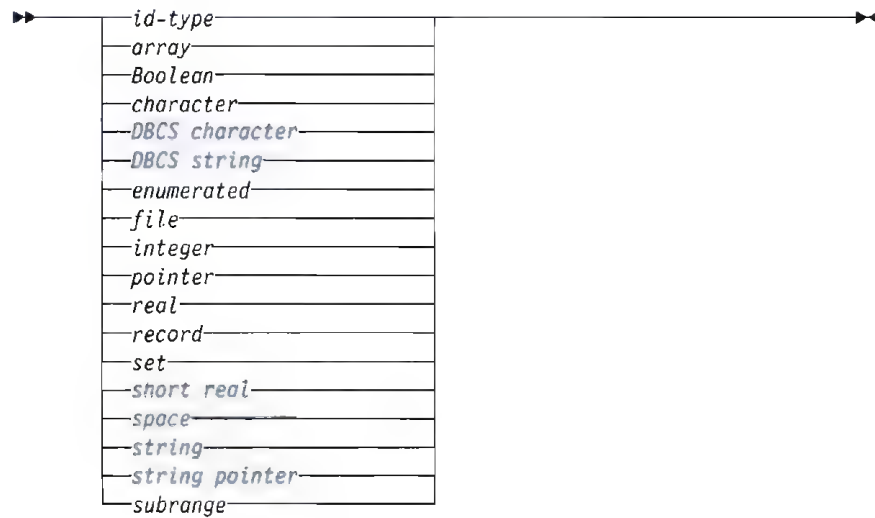 id-type
array
Boolean
character
DBCS character
DBCS string
enumerated
file
integer
pointer
real
record
set
short real
space
string
string pointer
subrange